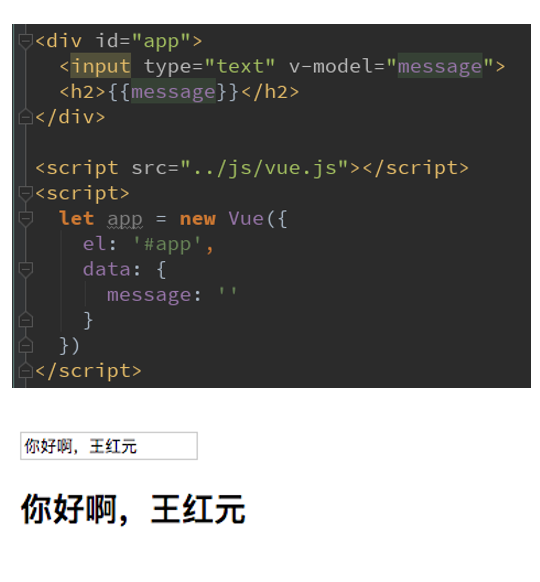 <div id="app">
  <input type="text" v-model="message">
  <h2>{{message}}</h2>
</div>

<script src="../js/vue.js"></script>
<script>
  let app = new Vue({
    el: '#app',
    data: {
      message: ''
    }
  })
</script>
你好啊，王红元
你好啊，王红元